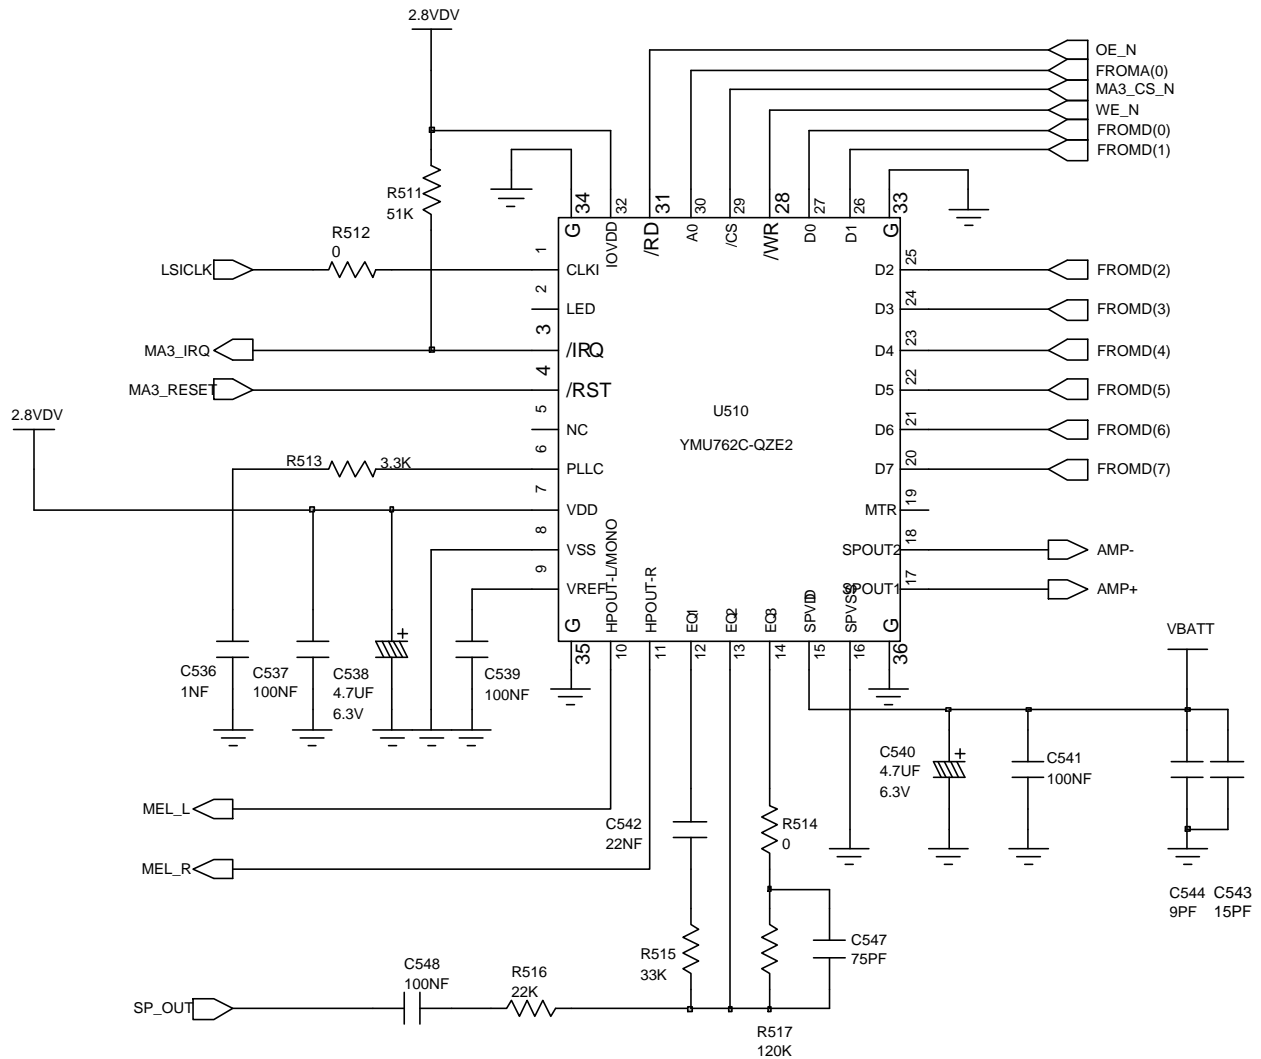 2.8VDV
OE_N
FROMA(0)
MA3_CS_N
WE_N
FROMD(0)
FROMD(1)
R511
51K
34
32
31
30
29
28
27
26
33
G
IOVDD
/RD
A0
/CS
/WR
D0
D1
G
R512
0
LSICLK
1
CLKI
D2
25
FROMD(2)
2
LED
D3
24
FROMD(3)
3
MA3_IRQ
/IRQ
D4
23
FROMD(4)
4
MA3_RESET
/RST
D5
22
FROMD(5)
2.8VDV
5
NC
U510
YMU762C-QZE2
D6
21
FROMD(6)
6
R513
3.3K
PLLC
D7
20
FROMD(7)
7
VDD
MTR
19
8
VSS
SPOUT2
18
AMP-
9
VREF
SPOUT1
17
AMP+
G
HPOUT-L/MONO
HPOUT-R
EQ1
EQ2
EQ3
SPVDD
SPVSS
G
35
10
11
12
13
14
15
16
36
VBATT
C536
1NF
C537
100NF
C538
4.7UF
6.3V
+
C539
100NF
C540
4.7UF
6.3V
+
C541
100NF
MEL_L
C542
22NF
R514
0
MEL_R
C544
9PF
C543
15PF
R515
33K
C547
75PF
C548
100NF
R516
22K
SP_OUT
R517
120K